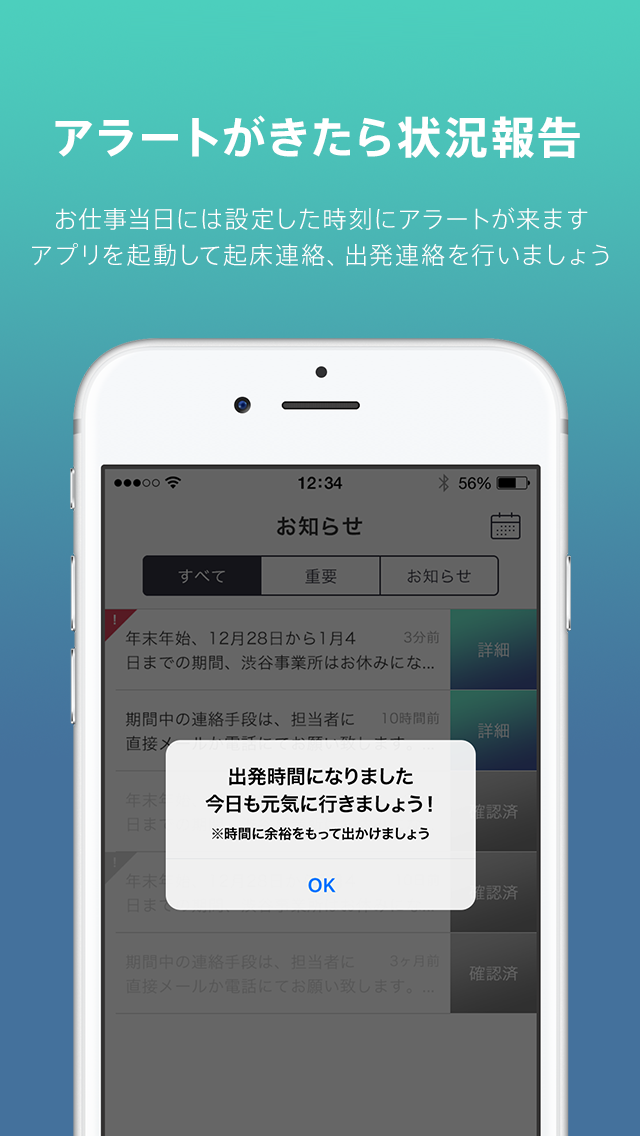 アラートがきたら状況報告
お仕事当日には設定した時刻にアラートが来ます
アプリを起動して起床連絡、出発連絡を行いましょう
12:34
56%
お知らせ
すべて
重要
お知らせ
!
年末年始、12月28日から1月4
3分前
日までの期間、渋谷事業所はお休みにな...
詳細
期間中の連絡手段は、担当者に
10時間前
直接メールか電話にてお願い致します。...
詳細
出発時間になりました
今日も元気に行きましょう！
※時間に余裕をもって出かけましょう
OK
年末年
日まで
確認済
!
年末年
日までの
確認済
期間中の連絡手段は、担当者に
3ヶ月前
直接メールか電話にてお願い致します。...
確認済